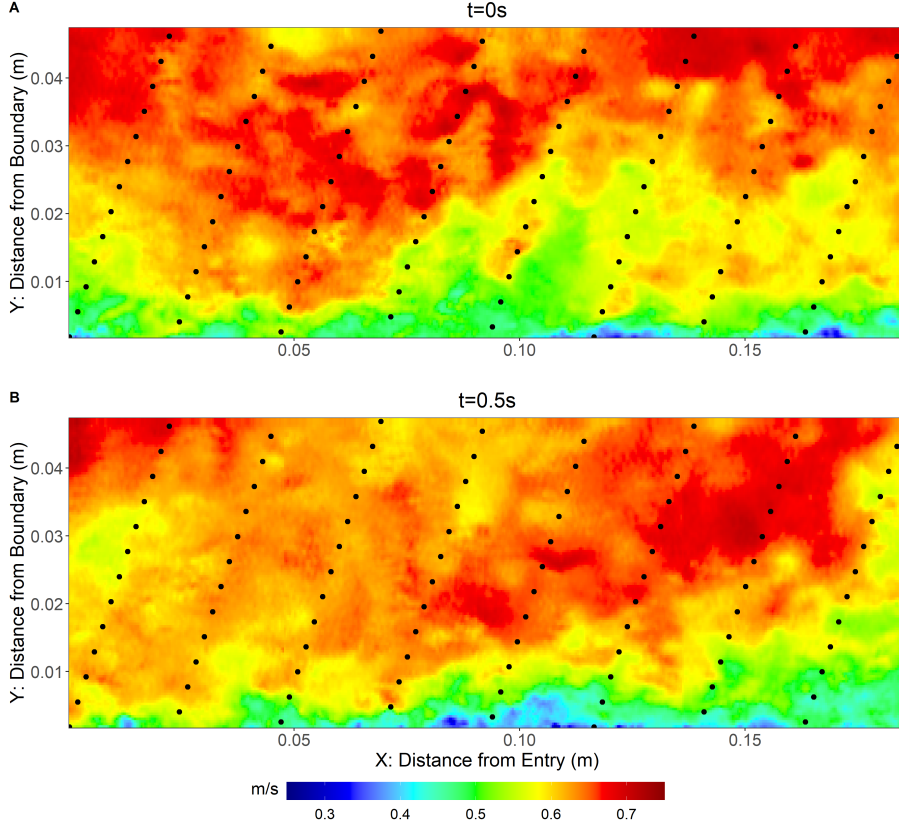 A
t=0s
Y: Distance from Boundary (m)
0.04
0.03
0.02
0.01
0.05
0.10
0.15
B
t=0.5s
Y: Distance from Boundary (m)
0.04
0.03
0.02
0.01
0.05
0.10
0.15
X: Distance from Entry (m)
m/s
0.3
0.4
0.5
0.6
0.7